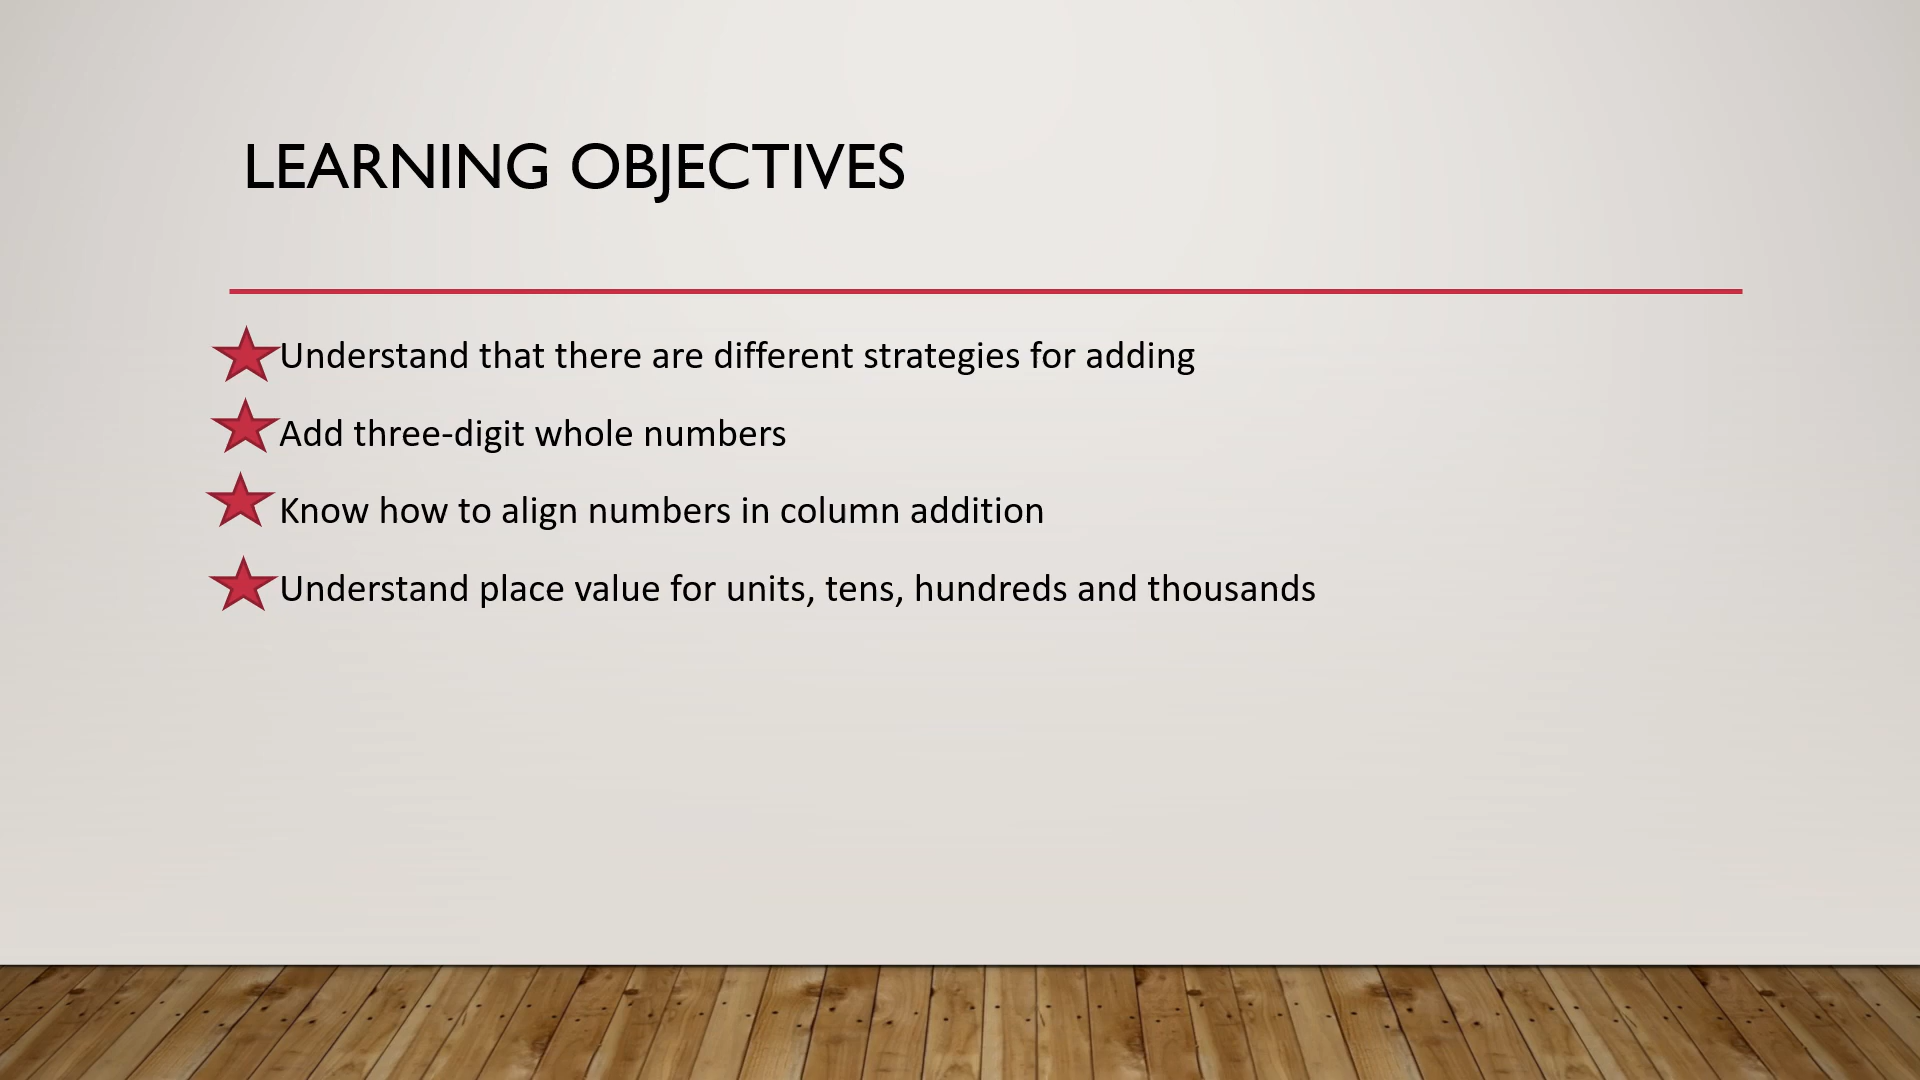 LEARNING OBJECTIVES
Understand that there are different strategies for adding
Add three-digit whole numbers
Know how to align numbers in column addition
Understand place value for units, tens, hundreds and thousands